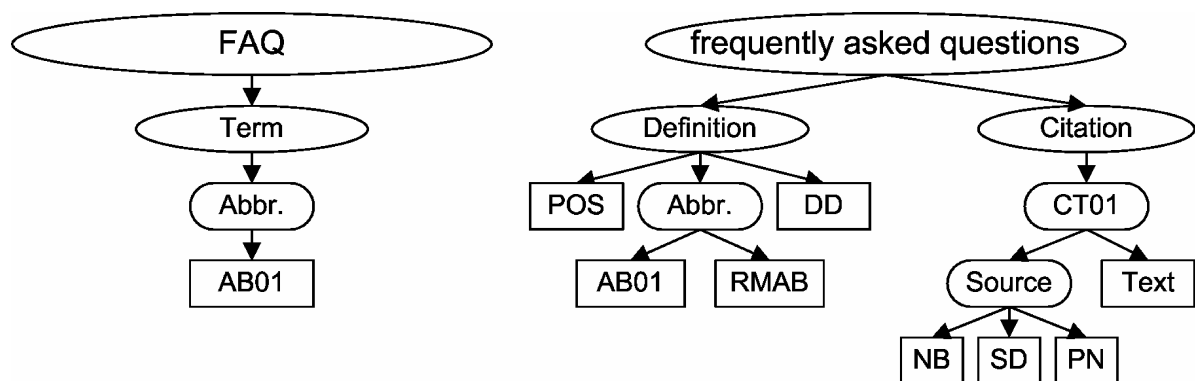 FAQ
frequently asked questions
Term
Definition
Citation
Abbr.
POS
Abbr.
DD
CT01
AB01
AB01
RMAB
Source
Text
NB
SD
PN